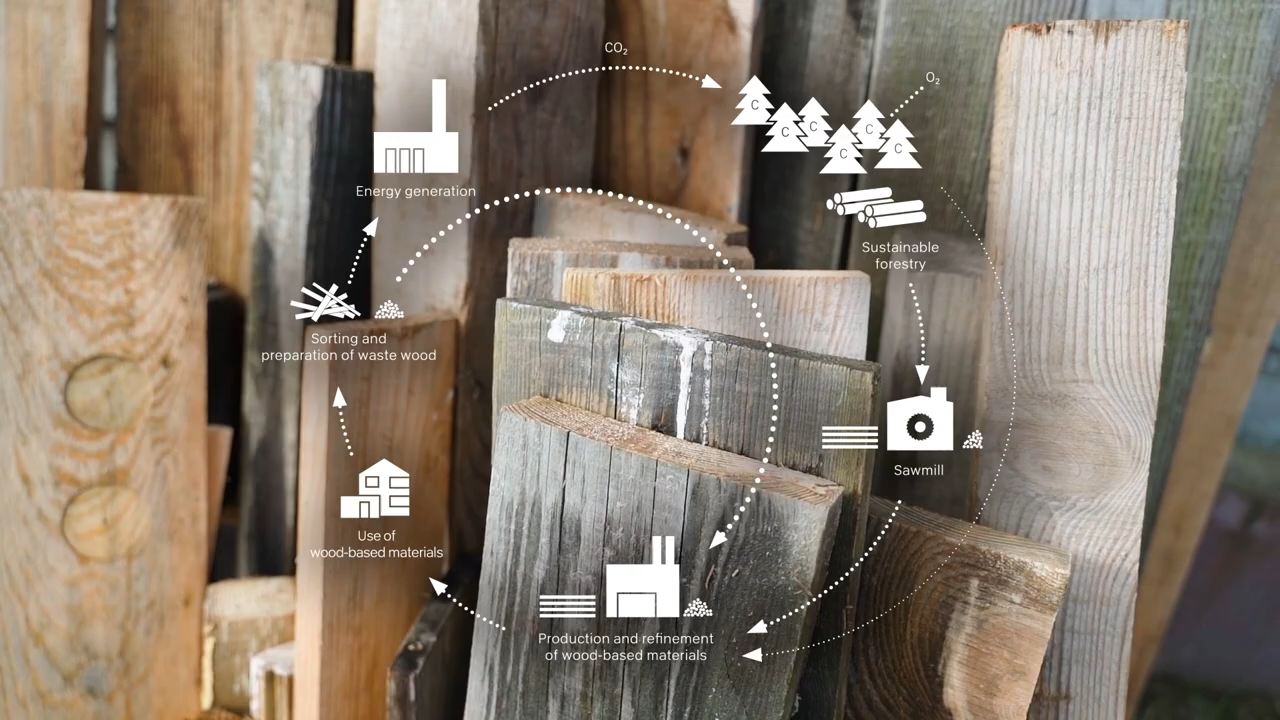 CO₂
O₂
C
C
C
C
C
C
Energy generation
Sustainable
forestry
Sorting and
preparation of waste wood
Sawmill
Use of
wood-based materials
Production and refinement
of wood-based materials